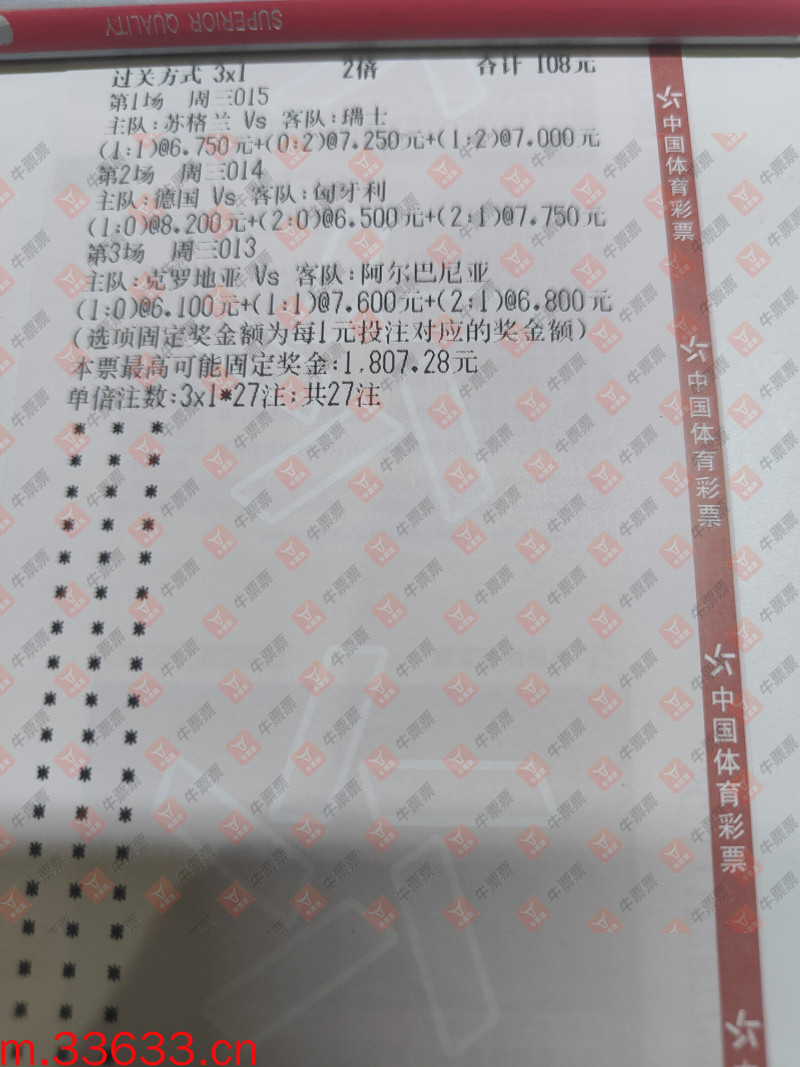 SUPERIOR QUALITY
过关方式 3x1 2倍 合计 108元
第1场 周三015
主队:苏格兰 Vs 客队:瑞士
(1:1)@6.750元+(0:2)@7.250元+(1:2)@7.000元
第2场 周三014
主队:德国 Vs 客队:匈牙利
(1:0)@8.200元+(2:0)@6.500元+(2:1)@7.750元
第3场 周三013
主队:克罗地亚 Vs 客队:阿尔巴尼亚
(1:0)@6.100元+(1:1)@7.600元+(2:1)@6.800元
(选项固定奖金额为每1元投注对应的奖金额)
本票最高可能固定奖金:1,807.28元
单倍注数:3x1*27注;共27注
中国体育彩票
中国体育彩票
中国体育彩票
中
牛票票
m.33633.cn